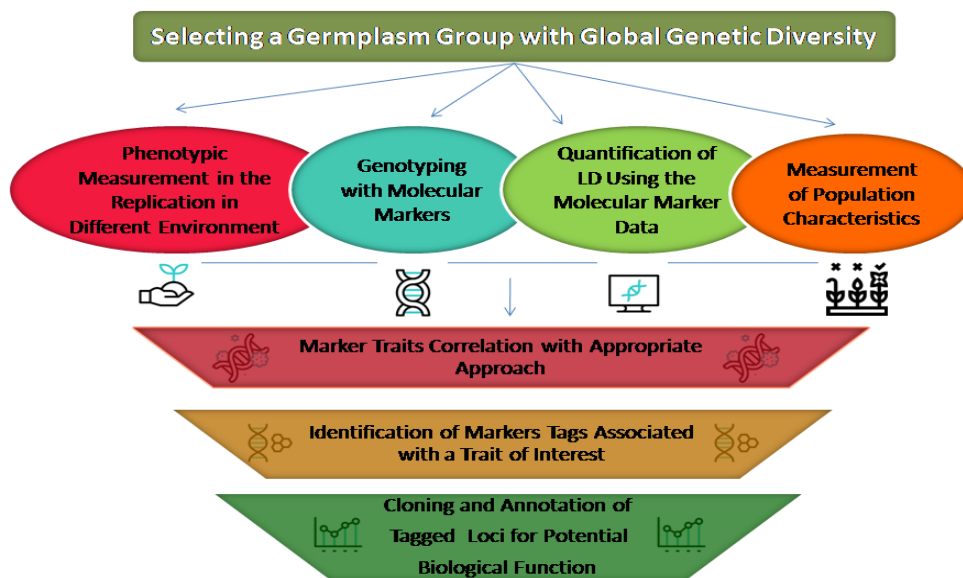 Selecting a Germplasm Group with Global Genetic Diversity
Phenotypic
Measurement in the
Replication in
Different Environment
Genotyping
with Molecular
Markers
Quantification of
LD Using the
Molecular Marker
Data
Measurement
of Population
Characteristics
Marker Traits Correlation with Appropriate
Approach
Identification of Markers Tags Associated
with a Trait of Interest
Cloning and Annotation of
Tagged Loci for Potential
Biological Function